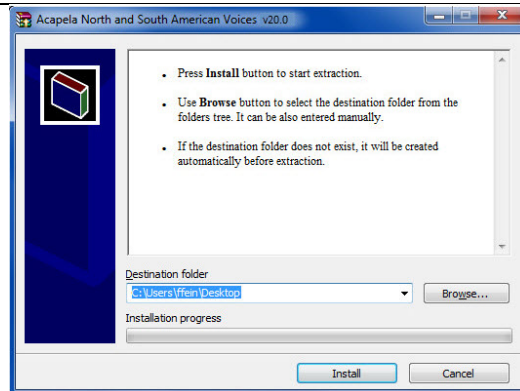 Acapela North and South American Voices v20.0
• Press Install button to start extraction.
• Use Browse button to select the destination folder from the
folders tree. It can be also entered manually.
• If the destination folder does not exist, it will be created
automatically before extraction.
Destination folder
C:\Users\ffein\Desktop
Browse...
Installation progress
Install
Cancel